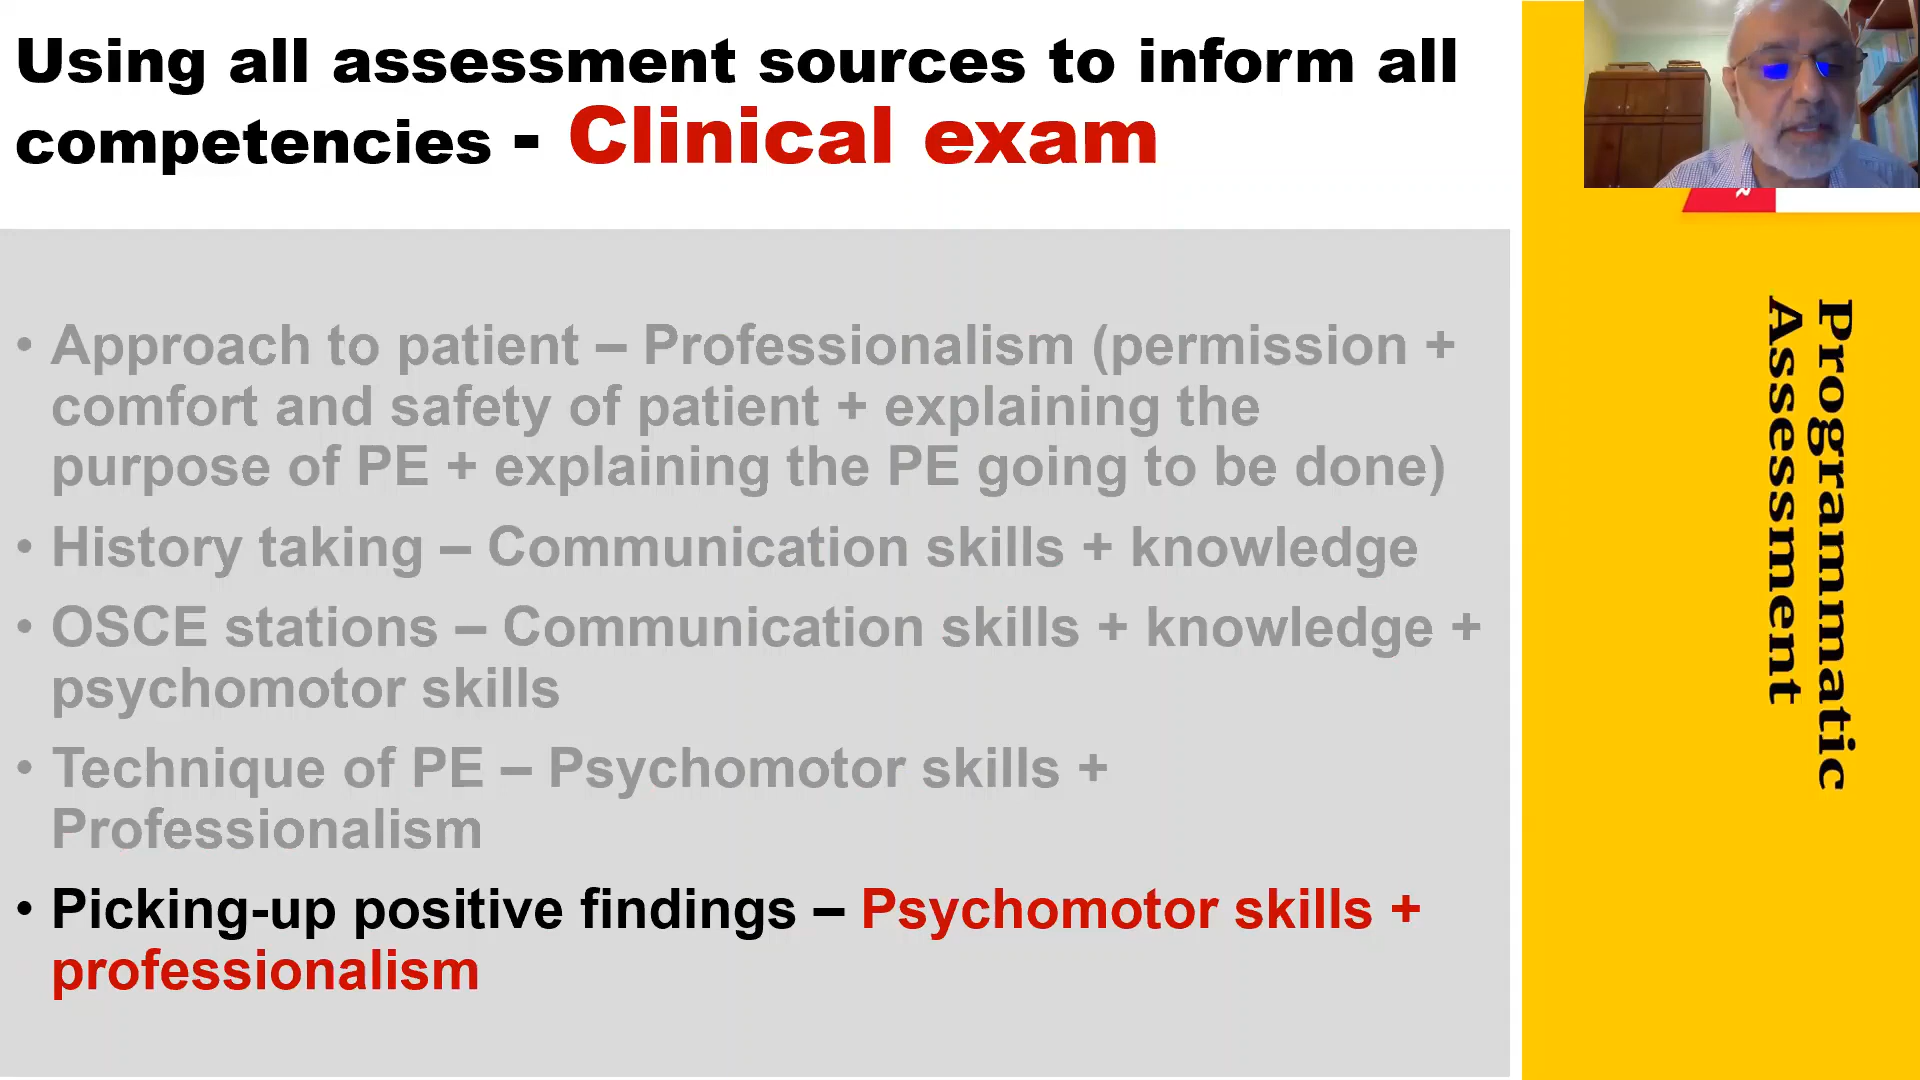 Using all assessment sources to inform all
competencies - Clinical exam
• Approach to patient – Professionalism (permission +
comfort and safety of patient + explaining the
purpose of PE + explaining the PE going to be done)
• History taking – Communication skills + knowledge
• OSCE stations – Communication skills + knowledge +
psychomotor skills
• Technique of PE – Psychomotor skills +
Professionalism
• Picking-up positive findings – Psychomotor skills +
professionalism
Programmatic
Assessment